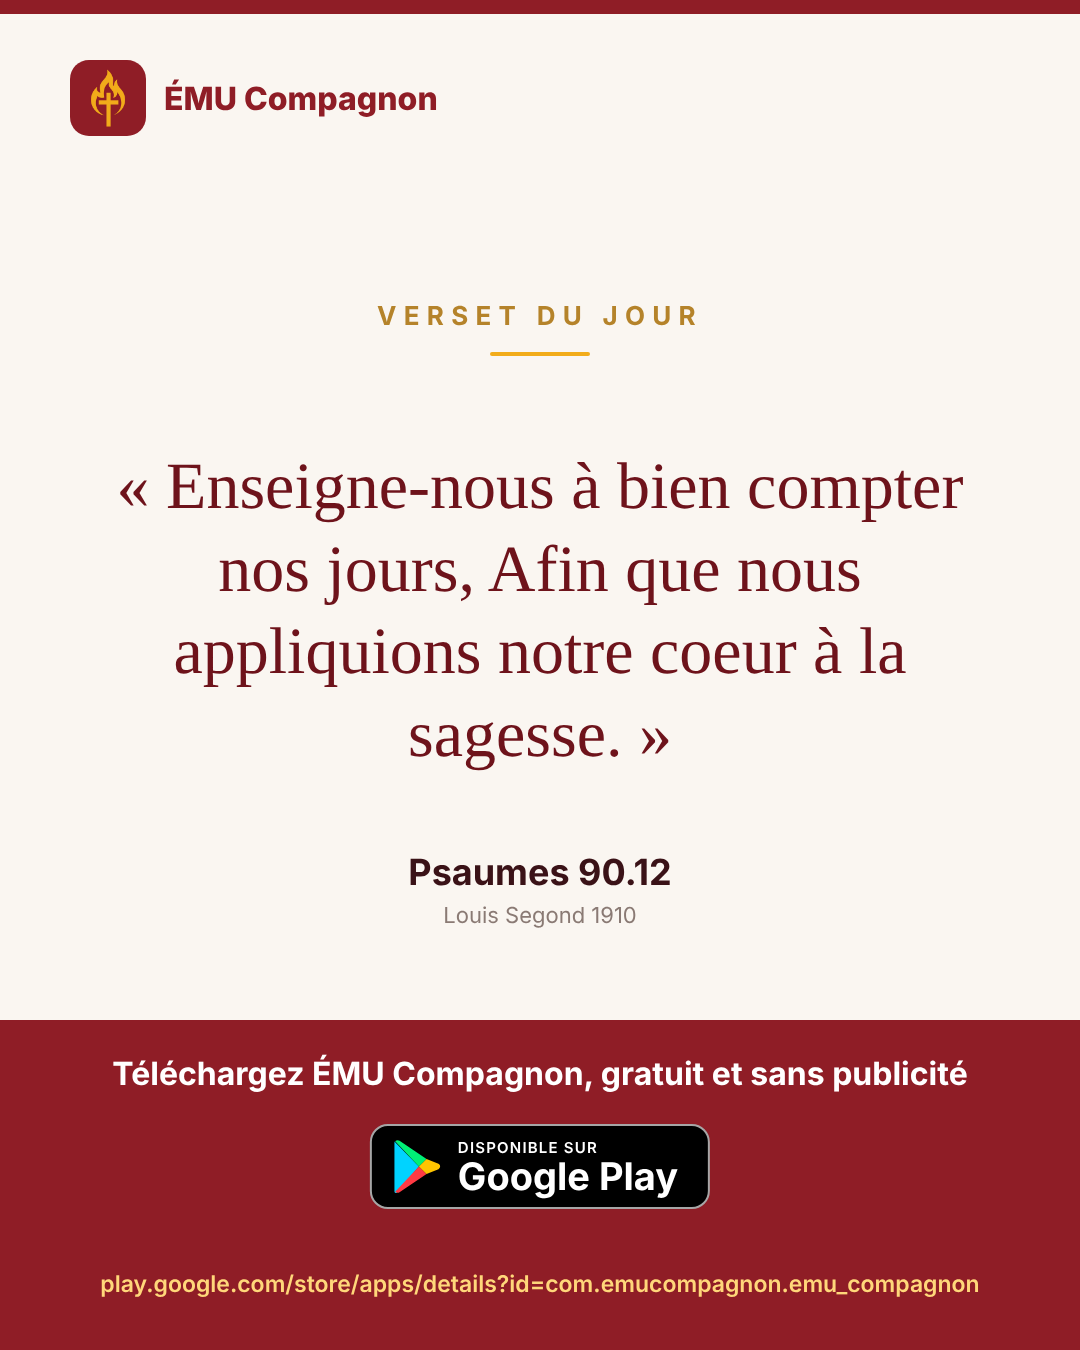 ÉMU Compagnon
VERSET DU JOUR
« Enseigne-nous à bien compter
nos jours, Afin que nous
appliquions notre coeur à la
sagesse. »
Psaumes 90.12
Louis Segond 1910
Téléchargez ÉMU Compagnon, gratuit et sans publicité
DISPONIBLE SUR
Google Play
play.google.com/store/apps/details?id=com.emucompagnon.emu_compagnon